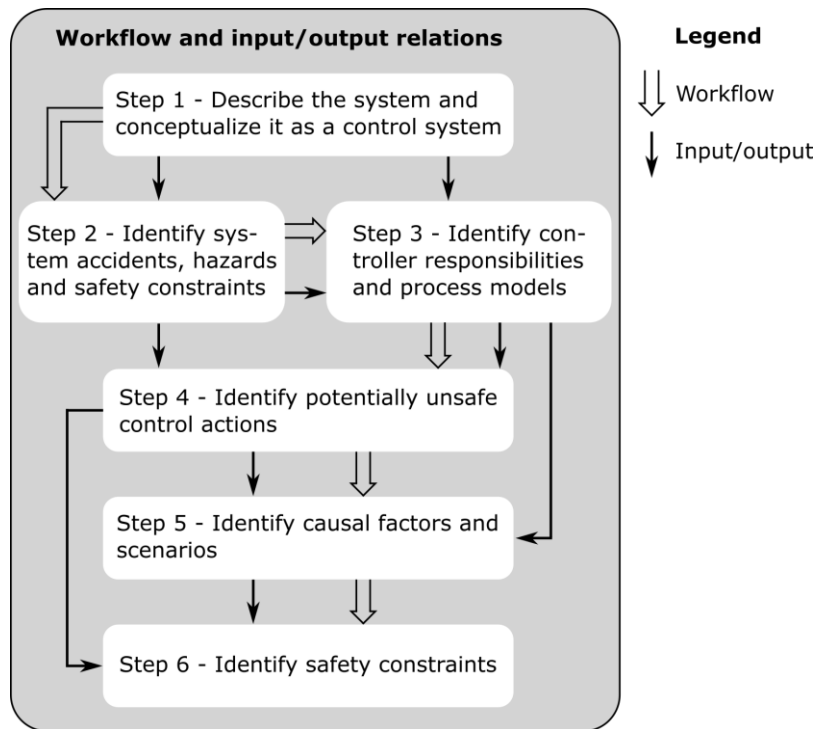 Workflow and input/output relations
Step 1 - Describe the system and
conceptualize it as a control system
Step 2 - Identify sys-
tem accidents, hazards
and safety constraints
Step 3 - Identify con-
troller responsibilities
and process models
Step 4 - Identify potentially unsafe
control actions
Step 5 - Identify causal factors and
scenarios
Step 6 - Identify safety constraints
Legend
Workflow
Input/output